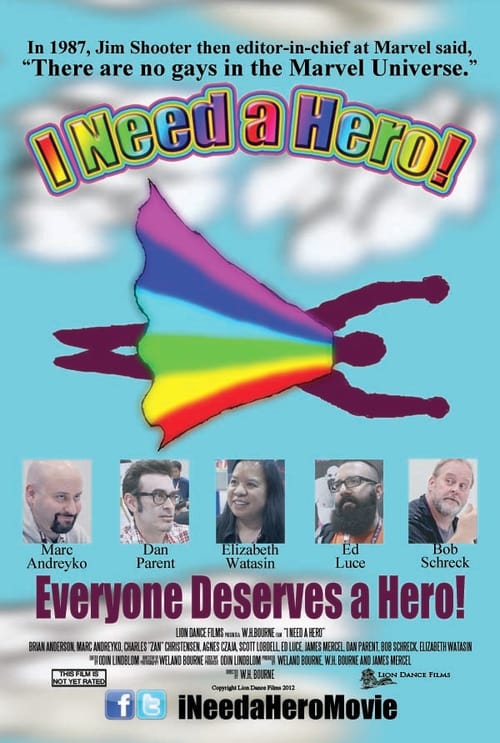 In 1987, Jim Shooter then editor-in-chief at Marvel said,
“There are no gays in the Marvel Universe.”
I Need a Hero!
Marc Andreyko
Dan Parent
Elizabeth Watasin
Ed Luce
Bob Schreck
Everyone Deserves a Hero!
LION DANCE FILMS PRESENTS A W.H.BOURNE FILM "I NEED A HERO"
BRIAN ANDERSON, MARC ANDREYKO, CHARLES "ZAN" CHRISTENSEN, AGNES CZAJA, SCOTT LOBDELL, ED LUCE, JAMES MERCEL, DAN PARENT, BOB SCHRECK, ELIZABETH WATASIN
ODIN LINDBLOM WELAND BOURNE ODIN LINDBLOM WELAND BOURNE, W.H. BOURNE AND JAMES MERCEL
W.H. BOURNE
THIS FILM IS
NOT YET RATED
LION DANCE FILMS
Copyright Lion Dance Films 2012
f t iNeedaHeroMovie